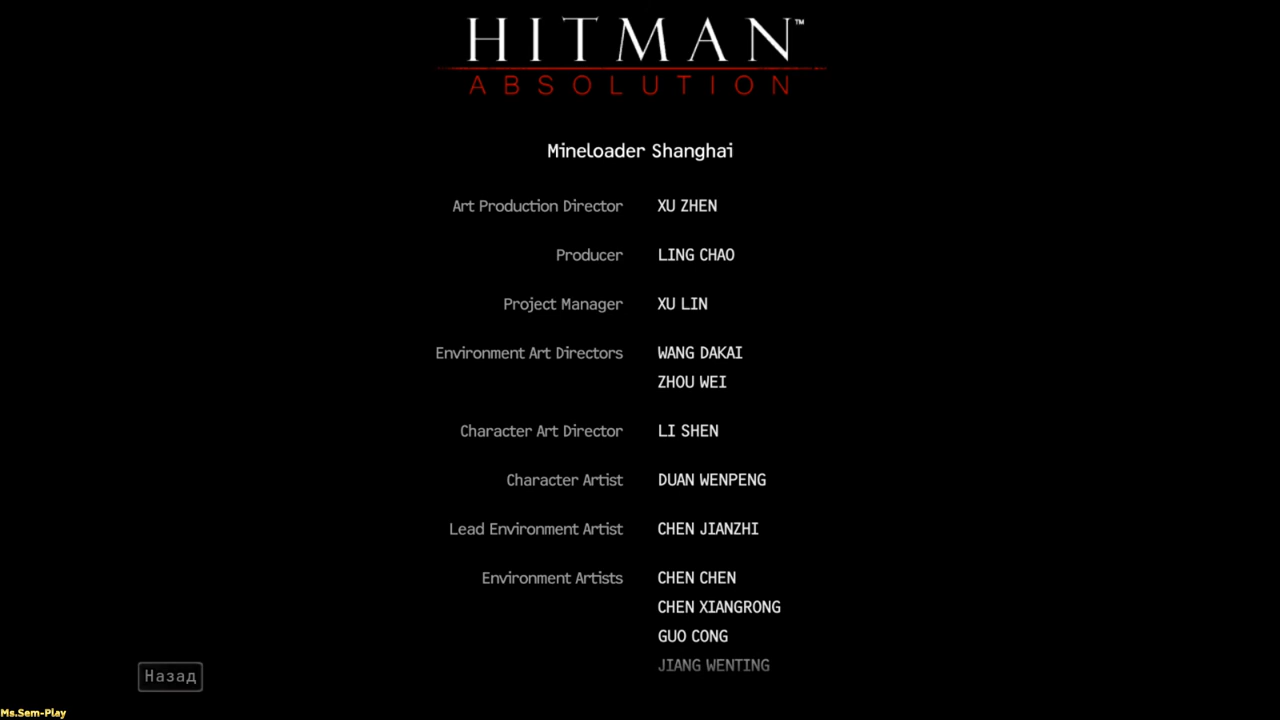 HITMAN™
ABSOLUTION
Mineloader Shanghai
Art Production Director XU ZHEN
Producer LING CHAO
Project Manager XU LIN
Environment Art Directors WANG DAKAI
ZHOU WEI
Character Art Director LI SHEN
Character Artist DUAN WENPENG
Lead Environment Artist CHEN JIANZHI
Environment Artists CHEN CHEN
CHEN XIANGRONG
GUO CONG
JIANG WENTING
Назад
Ms.Sem-Play